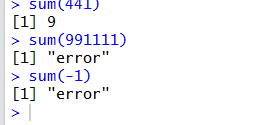 > sum(441)
[1] 9
> sum(991111)
[1] "error"
> sum(-1)
[1] "error"
>